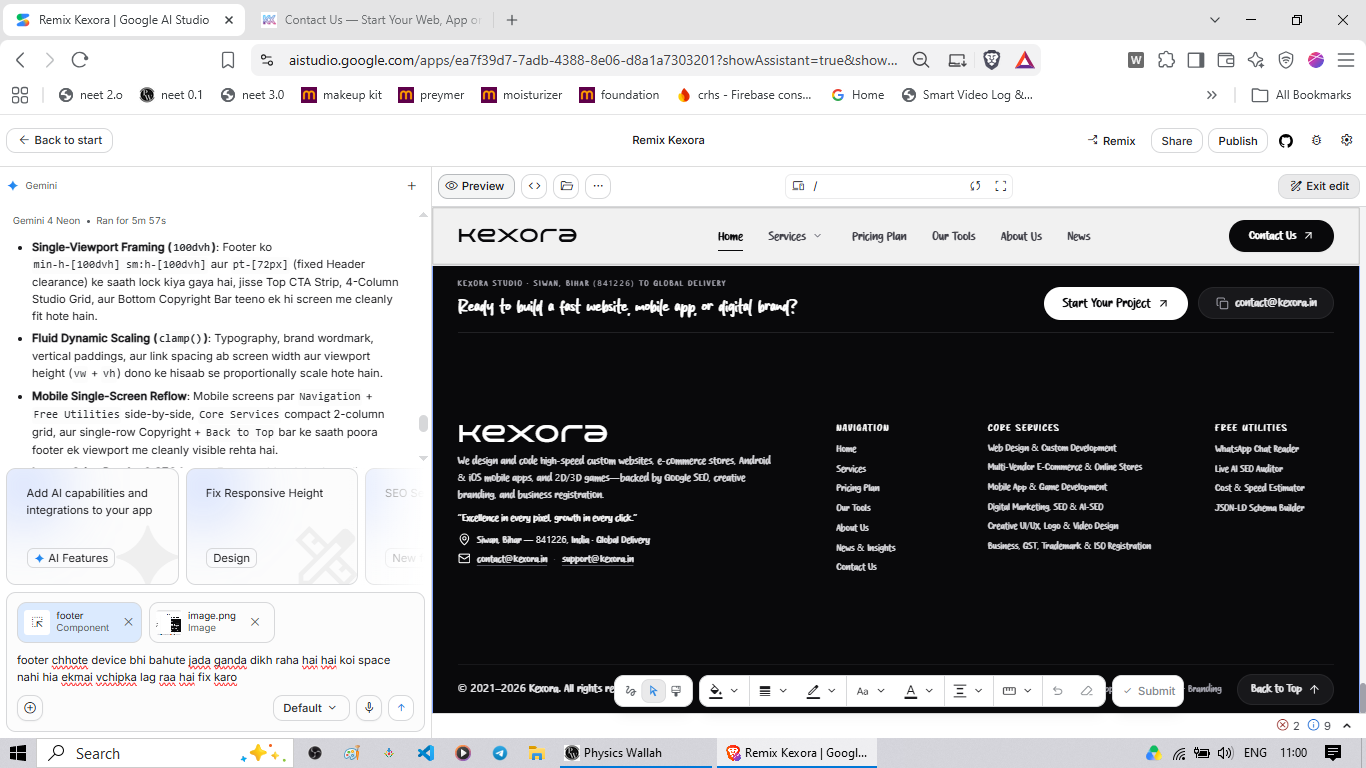 Remix Kexora | Google AI Studio
Contact Us — Start Your Web, App or
aistudio.google.com/apps/ea7f39d7-7adb-4388-8e06-d8a1a7303201?showAssistant=true&show...
neet 2.o
neet 0.1
neet 3.0
makeup kit
preymer
moisturizer
foundation
crhs - Firebase cons...
Home
Smart Video Log &...
All Bookmarks
Back to start
Remix Kexora
Remix
Share
Publish
Gemini
Preview
/
Exit edit
Gemini 4 Neon • Ran for 5m 57s
• Single-Viewport Framing (100dvh): Footer ko
min-h-[100dvh] sm:h-[100dvh] aur pt-[72px] (fixed Header
clearance) ke saath lock kiya gaya hai, jisse Top CTA Strip, 4-Column
Studio Grid, aur Bottom Copyright Bar teeno ek hi screen me cleanly
fit hote hain.
• Fluid Dynamic Scaling (clamp()): Typography, brand wordmark,
vertical paddings, aur link spacing ab screen width aur viewport
height (vw + vh) dono ke hisaab se proportionally scale hote hain.
• Mobile Single-Screen Reflow: Mobile screens par Navigation +
Free Utilities side-by-side, Core Services compact 2-column
grid, aur single-row Copyright + Back to Top bar ke saath poora
footer ek viewport me cleanly visible rehta hai.
Add AI capabilities and
integrations to your app
AI Features
Fix Responsive Height
Design
SEO
New
footer
Component
image.png
Image
footer chhote device bhi bahute jada ganda dikh raha hai hai koi space
nahi hia ekmai vchipka lag raa hai fix karo
Default
kexora
Home
Services
Pricing Plan
Our Tools
About Us
News
Contact Us
KEXORA STUDIO · SIWAN, BIHAR (841226) TO GLOBAL DELIVERY
Ready to build a fast website, mobile app, or digital brand?
Start Your Project
contact@kexora.in
kexora
We design and code high-speed custom websites, e-commerce stores, Android
& iOS mobile apps, and 2D/3D games—backed by Google SEO, creative
branding, and business registration.
"Excellence in every pixel, growth in every click."
Siwan, Bihar — 841226, India · Global Delivery
contact@kexora.in · support@kexora.in
NAVIGATION
Home
Services
Pricing Plan
Our Tools
About Us
News & Insights
Contact Us
CORE SERVICES
Web Design & Custom Development
Multi-Vendor E-Commerce & Online Stores
Mobile App & Game Development
Digital Marketing, SEO & AI-SEO
Creative UI/UX, Logo & Video Design
Business, GST, Trademark & ISO Registration
FREE UTILITIES
WhatsApp Chat Reader
Live AI SEO Auditor
Cost & Speed Estimator
JSON-LD Schema Builder
© 2021–2026 Kexora. All rights re
Aa
A
Submit
Branding
Back to Top
2
9
Search
Physics Wallah
Remix Kexora | Googl...
ENG
11:00